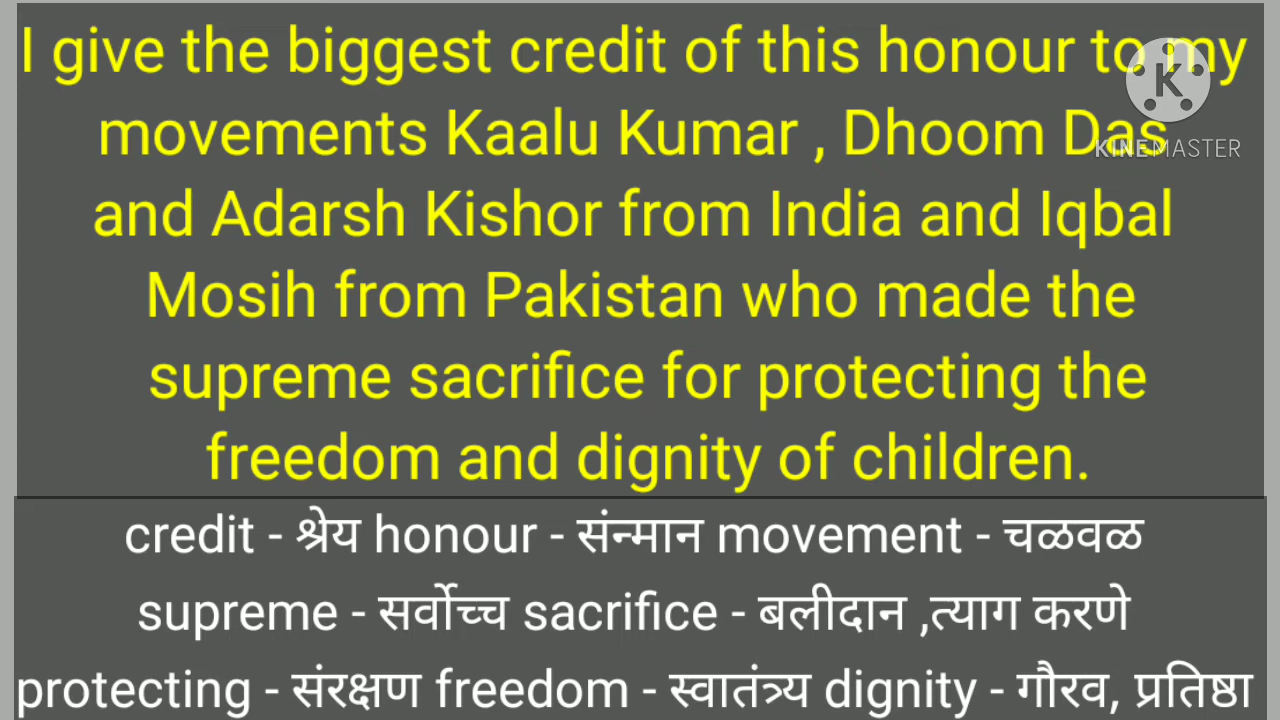 I give the biggest credit of this honour to my
movements Kaalu Kumar , Dhoom Das
and Adarsh Kishor from India and Iqbal
Mosih from Pakistan who made the
supreme sacrifice for protecting the
freedom and dignity of children.
KINEMASTER
credit - श्रेय honour - संन्मान movement - चळवळ
supreme - सर्वोच्च sacrifice - बलीदान ,त्याग करणे
protecting - संरक्षण freedom - स्वातंत्र्य dignity - गौरव, प्रतिष्ठा